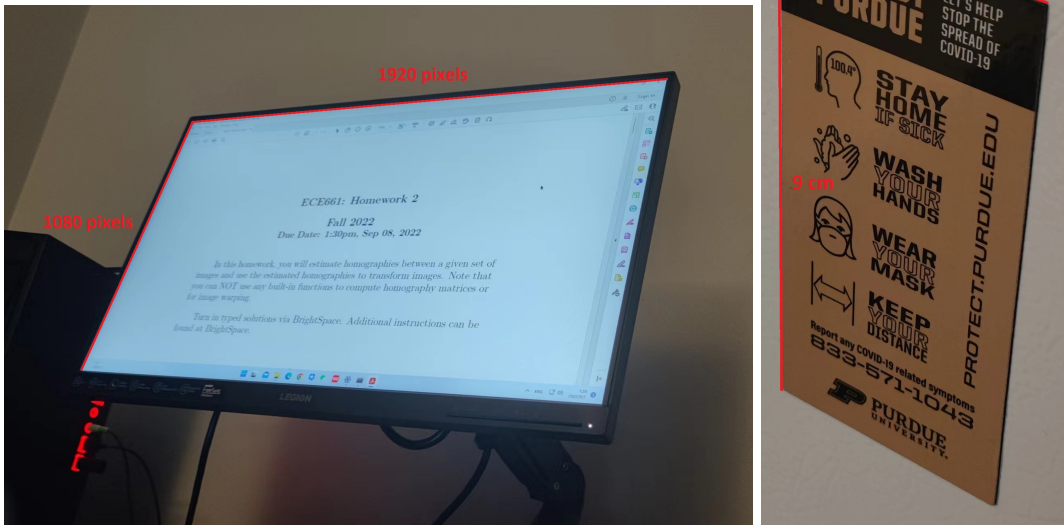 1920 pixels
1080 pixels
ECE661: Homework 2
Fall 2022
Due Date: 1:30pm, Sep 08, 2022
In this homework, you will estimate homographies between a given set of
images and use the estimated homographies to transform images. Note that
you can NOT use any built-in functions to compute homography matrices or
for image warping.
Turn in typed solutions via BrightSpace. Additional instructions can be
found at BrightSpace.
LEGION
PURDUE
LET'S HELP
STOP THE
SPREAD OF
COVID-19
100.4°
STAY
HOME
IF SICK
WASH
YOUR
HANDS
9 cm
WEAR
YOUR
MASK
KEEP
YOUR
DISTANCE
PROTECT.PURDUE.EDU
Report any COVID-19 related symptoms
833-571-1043
PURDUE
UNIVERSITY.